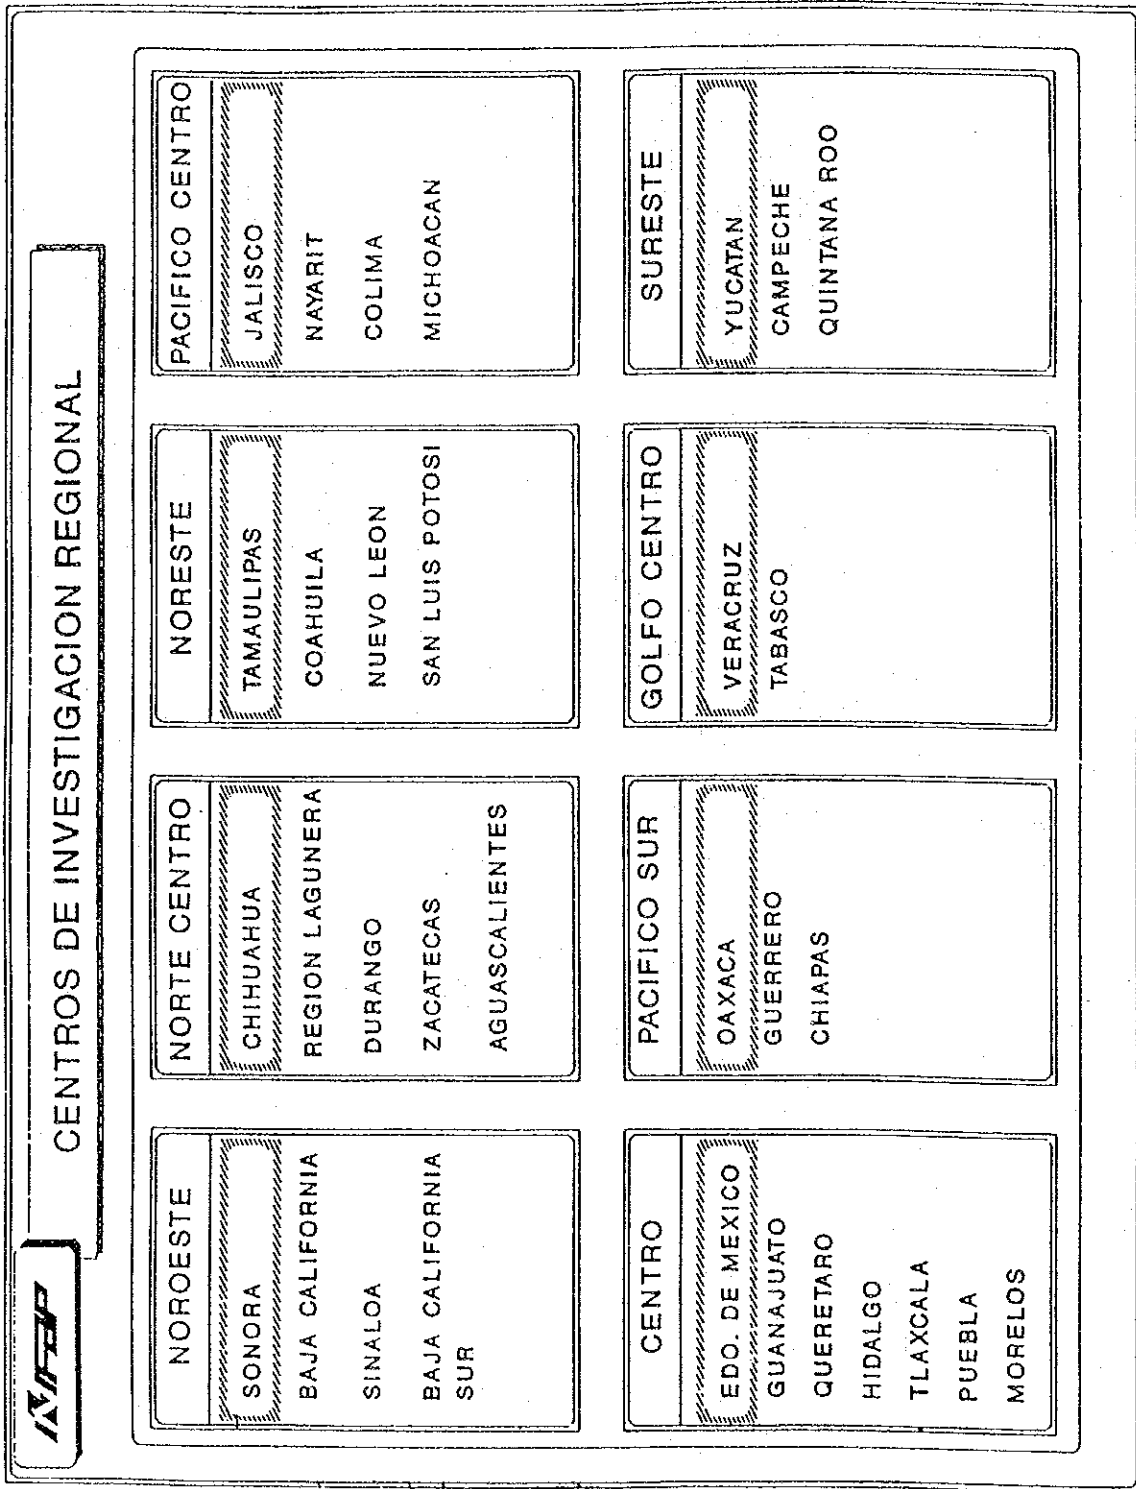 INIFAP
CENTROS DE INVESTIGACION REGIONAL
NOROESTE
SONORA
BAJA CALIFORNIA
SINALOA
BAJA CALIFORNIA
SUR
NORTE CENTRO
CHIHUAHUA
REGION LAGUNERA
DURANGO
ZACATECAS
AGUASCALIENTES
NORESTE
TAMAULIPAS
COAHUILA
NUEVO LEON
SAN LUIS POTOSI
PACIFICO CENTRO
JALISCO
NAYARIT
COLIMA
MICHOACAN
CENTRO
EDO. DE MEXICO
GUANAJUATO
QUERETARO
HIDALGO
TLAXCALA
PUEBLA
MORELOS
PACIFICO SUR
OAXACA
GUERRERO
CHIAPAS
GOLFO CENTRO
VERACRUZ
TABASCO
SURESTE
YUCATAN
CAMPECHE
QUINTANA ROO